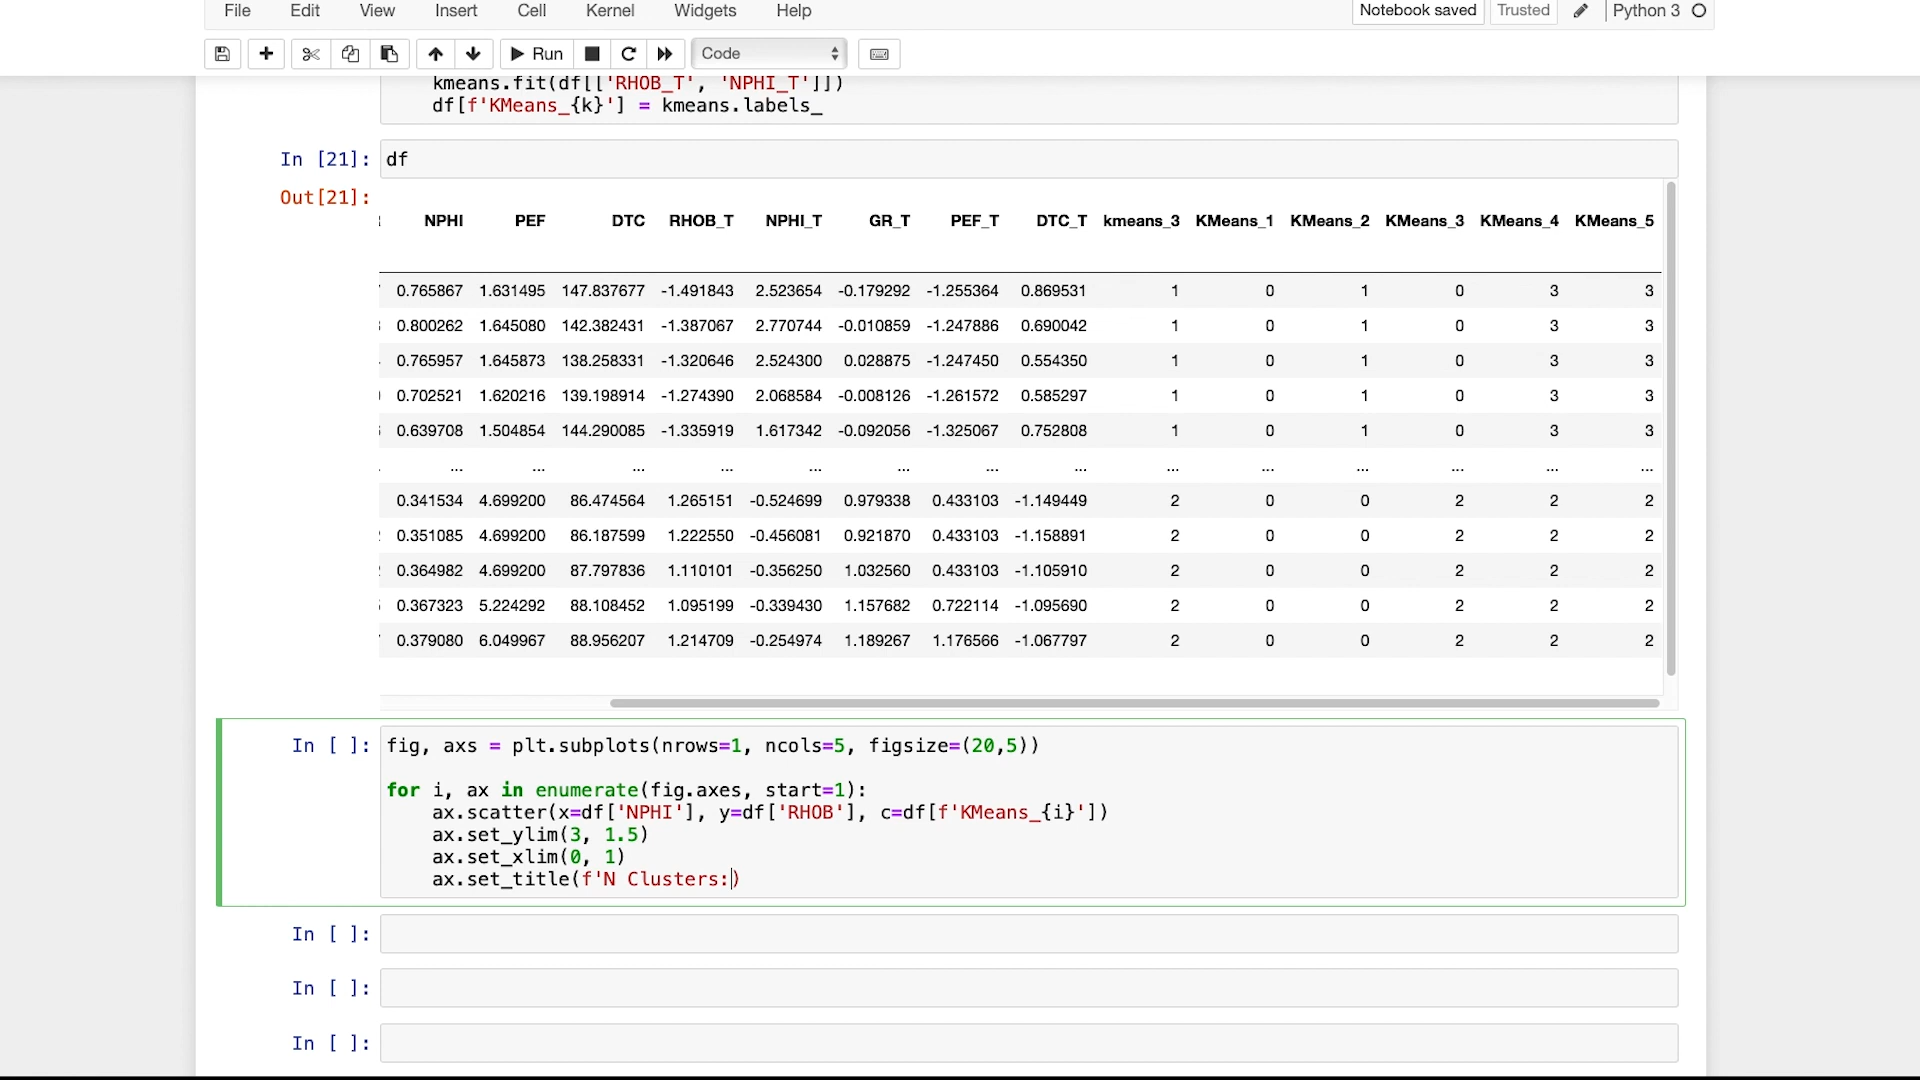 File Edit View Insert Cell Kernel Widgets Help Notebook saved Trusted Python 3
Run Code
kmeans.fit(df[['RHOB_T', 'NPHI_T']])
df[f'KMeans_{k}'] = kmeans.labels_
In [21]: df
Out[21]:
NPHI PEF DTC RHOB_T NPHI_T GR_T PEF_T DTC_T kmeans_3 KMeans_1 KMeans_2 KMeans_3 KMeans_4 KMeans_5
0.765867 1.631495 147.837677 -1.491843 2.523654 -0.179292 -1.255364 0.869531 1 0 1 0 3 3
0.800262 1.645080 142.382431 -1.387067 2.770744 -0.010859 -1.247886 0.690042 1 0 1 0 3 3
0.765957 1.645873 138.258331 -1.320646 2.524300 0.028875 -1.247450 0.554350 1 0 1 0 3 3
0.702521 1.620216 139.198914 -1.274390 2.068584 -0.008126 -1.261572 0.585297 1 0 1 0 3 3
0.639708 1.504854 144.290085 -1.335919 1.617342 -0.092056 -1.325067 0.752808 1 0 1 0 3 3
... ... ... ... ... ... ... ... ... ... ... ... ... ...
0.341534 4.699200 86.474564 1.265151 -0.524699 0.979338 0.433103 -1.149449 2 0 0 2 2 2
0.351085 4.699200 86.187599 1.222550 -0.456081 0.921870 0.433103 -1.158891 2 0 0 2 2 2
0.364982 4.699200 87.797836 1.110101 -0.356250 1.032560 0.433103 -1.105910 2 0 0 2 2 2
0.367323 5.224292 88.108452 1.095199 -0.339430 1.157682 0.722114 -1.095690 2 0 0 2 2 2
0.379080 6.049967 88.956207 1.214709 -0.254974 1.189267 1.176566 -1.067797 2 0 0 2 2 2
In [ ]: fig, axs = plt.subplots(nrows=1, ncols=5, figsize=(20,5))
for i, ax in enumerate(fig.axes, start=1):
ax.scatter(x=df['NPHI'], y=df['RHOB'], c=df[f'KMeans_{i}'])
ax.set_ylim(3, 1.5)
ax.set_xlim(0, 1)
ax.set_title(f'N Clusters:)
In [ ]:
In [ ]:
In [ ]: